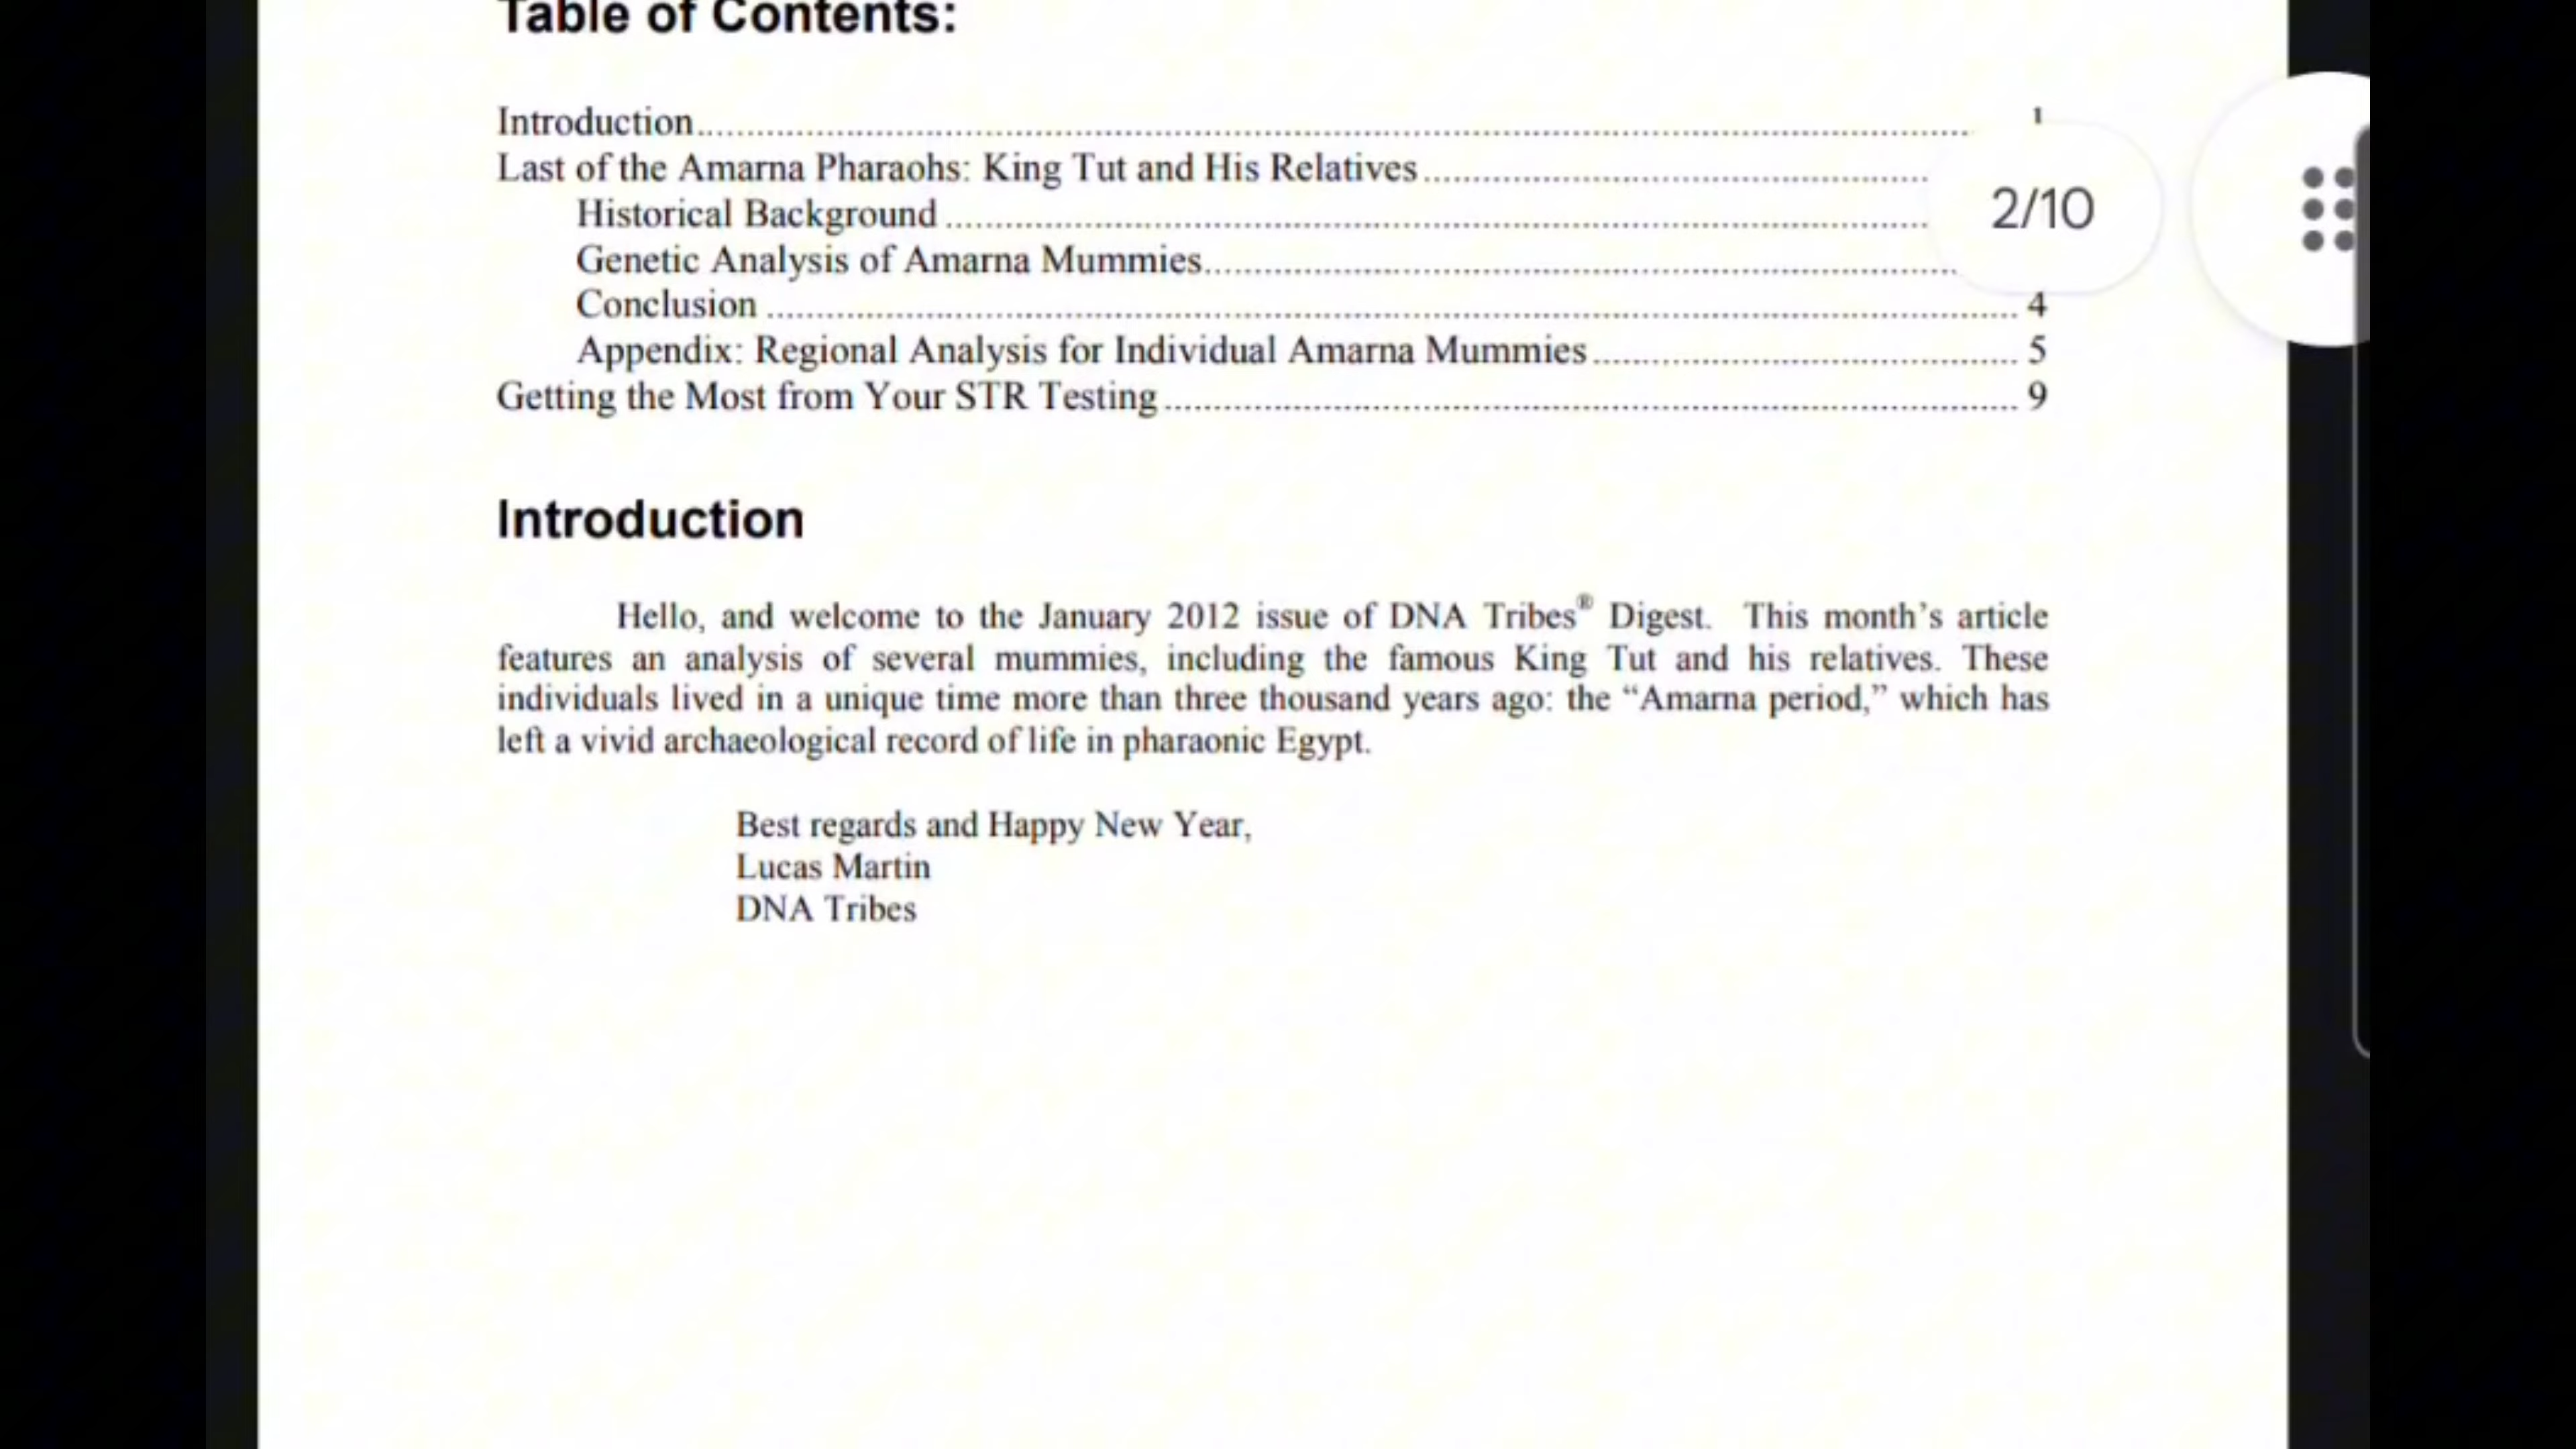 Table of Contents:
Introduction.......... 1
Last of the Amarna Pharaohs: King Tut and His Relatives..........
Historical Background..........
2/10
Genetic Analysis of Amarna Mummies..........
Conclusion.......... 4
Appendix: Regional Analysis for Individual Amarna Mummies.......... 5
Getting the Most from Your STR Testing.......... 9
Introduction
Hello, and welcome to the January 2012 issue of DNA Tribes® Digest. This month's article
features an analysis of several mummies, including the famous King Tut and his relatives. These
individuals lived in a unique time more than three thousand years ago: the “Amarna period,” which has
left a vivid archaeological record of life in pharaonic Egypt.
Best regards and Happy New Year,
Lucas Martin
DNA Tribes